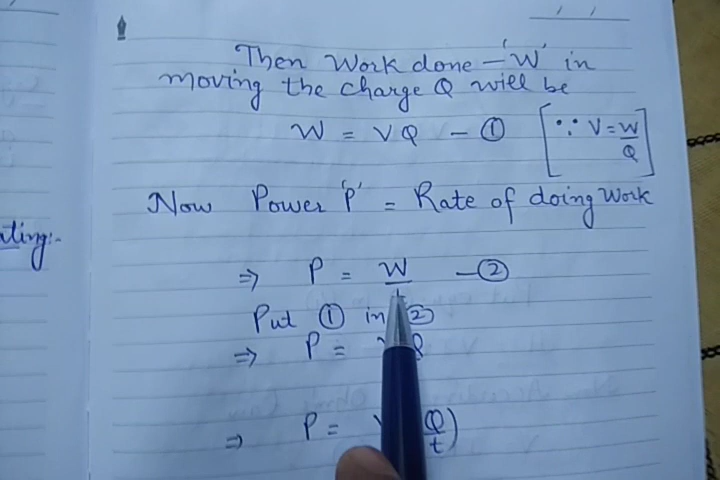 Then Work done – 'W' in
moving the charge Q will be
W = VQ – ① [∵ V = W/Q]
Now Power 'P' = Rate of doing Work
ating:-
⇒ P = W – ②
Put ① in ②
⇒ P =
⇒ P = Q/t)